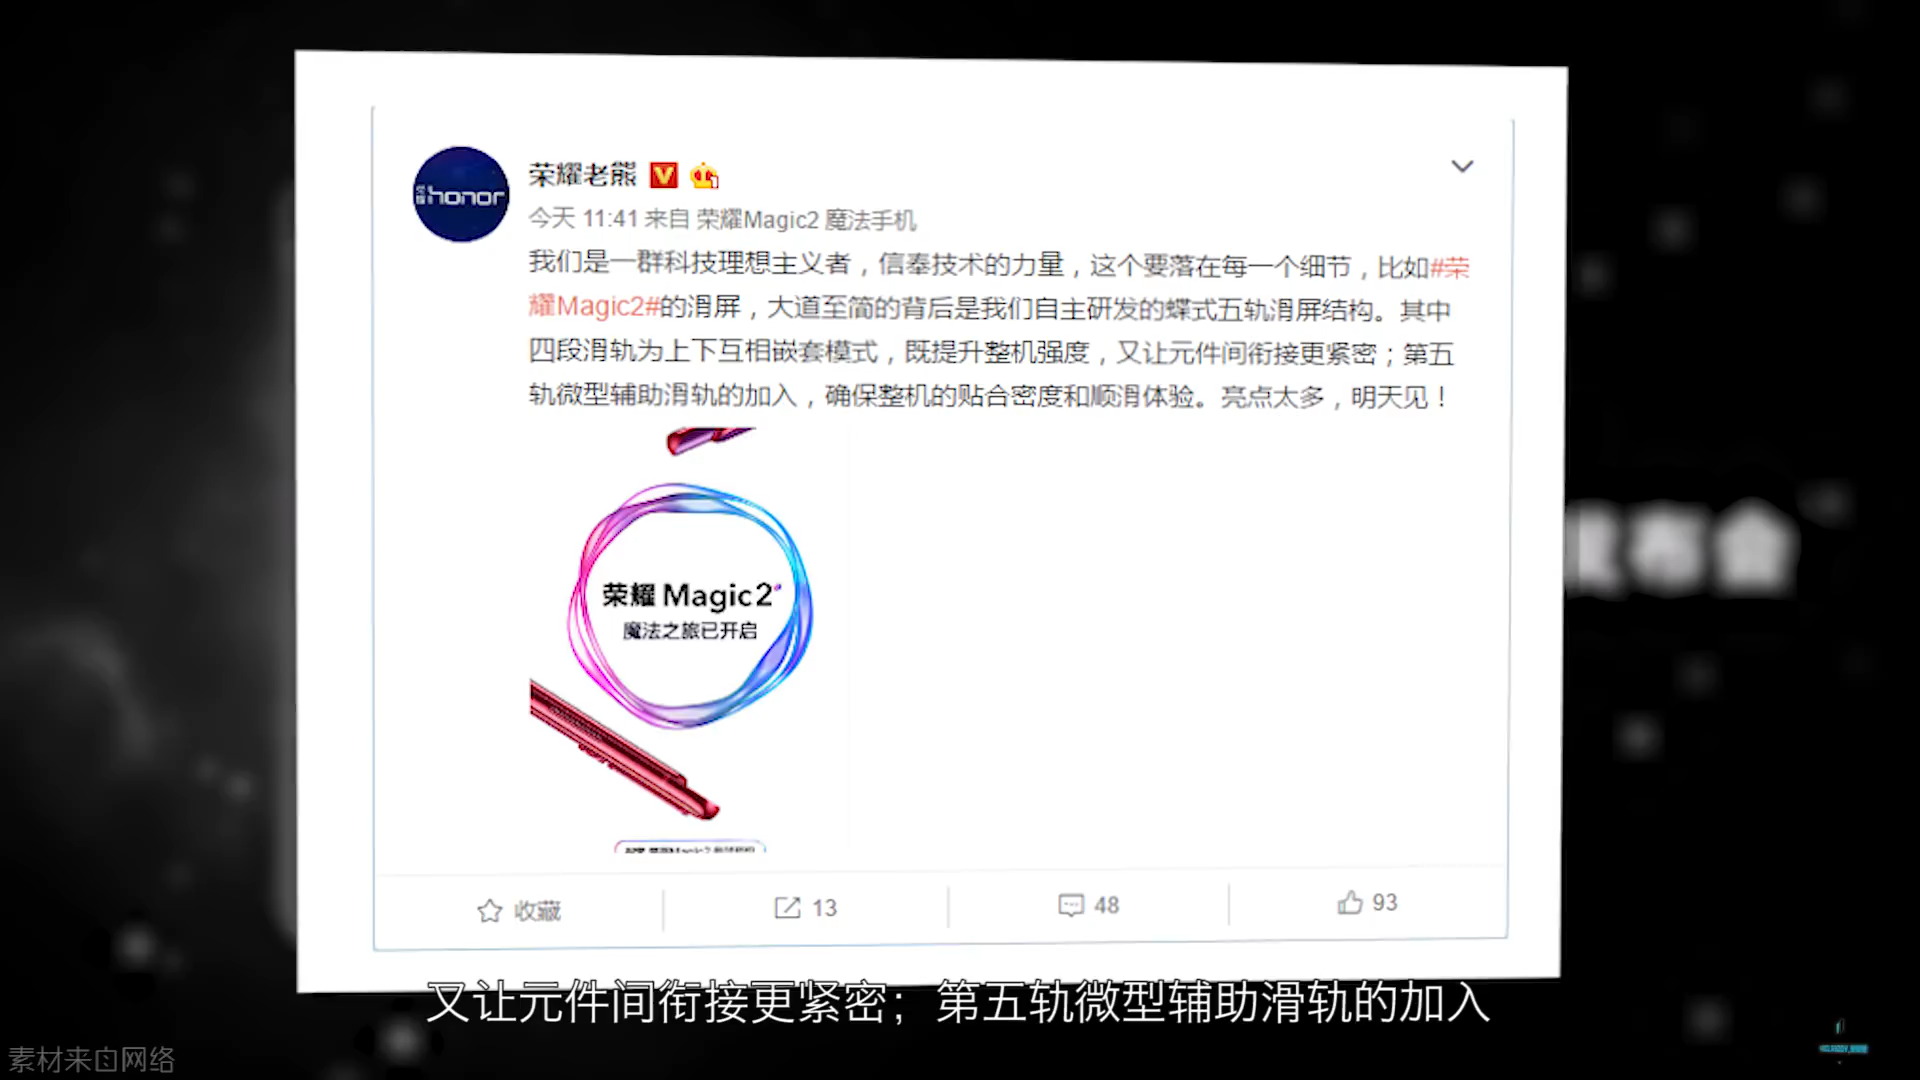 荣耀老熊
荣耀honor
今天 11:41 来自 荣耀Magic2 魔法手机
我们是一群科技理想主义者，信奉技术的力量，这个要落在每一个细节，比如#荣
耀Magic2#的滑屏，大道至简的背后是我们自主研发的蝶式五轨滑屏结构。其中
四段滑轨为上下互相嵌套模式，既提升整机强度，又让元件间衔接更紧密；第五
轨微型辅助滑轨的加入，确保整机的贴合密度和顺滑体验。亮点太多，明天见！
荣耀 Magic2
魔法之旅已开启
布会
收藏
13
48
93
又让元件间衔接更紧密；第五轨微型辅助滑轨的加入
素材来自网络